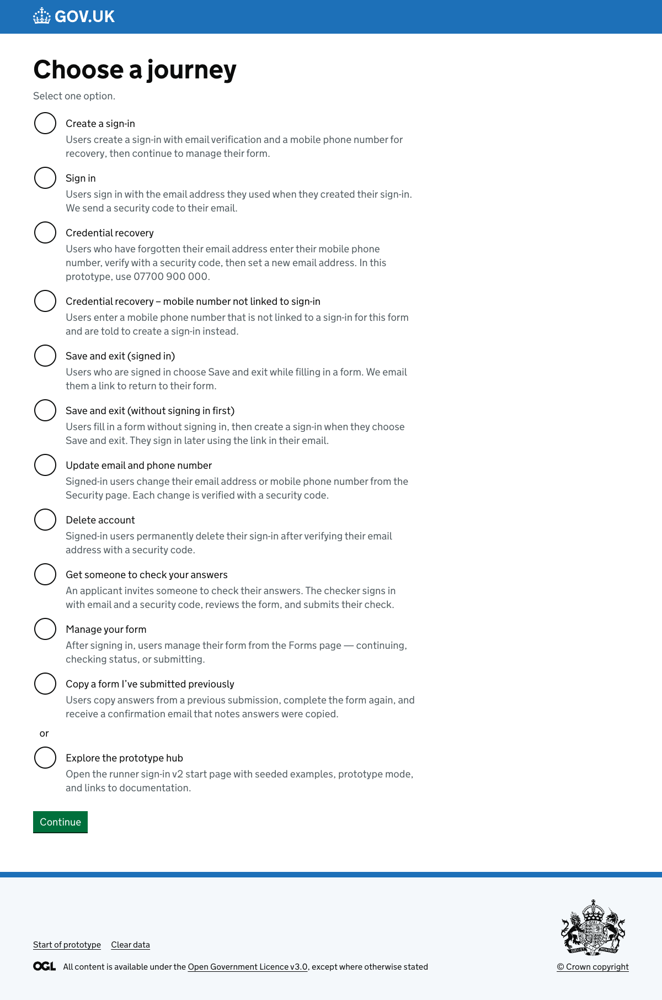 GOV.UK
Choose a journey
Select one option.
Create a sign-in
Users create a sign-in with email verification and a mobile phone number for
recovery, then continue to manage their form.
Sign in
Users sign in with the email address they used when they created their sign-in.
We send a security code to their email.
Credential recovery
Users who have forgotten their email address enter their mobile phone
number, verify with a security code, then set a new email address. In this
prototype, use 07700 900 000.
Credential recovery – mobile number not linked to sign-in
Users enter a mobile phone number that is not linked to a sign-in for this form
and are told to create a sign-in instead.
Save and exit (signed in)
Users who are signed in choose Save and exit while filling in a form. We email
them a link to return to their form.
Save and exit (without signing in first)
Users fill in a form without signing in, then create a sign-in when they choose
Save and exit. They sign in later using the link in their email.
Update email and phone number
Signed-in users change their email address or mobile phone number from the
Security page. Each change is verified with a security code.
Delete account
Signed-in users permanently delete their sign-in after verifying their email
address with a security code.
Get someone to check your answers
An applicant invites someone to check their answers. The checker signs in
with email and a security code, reviews the form, and submits their check.
Manage your form
After signing in, users manage their form from the Forms page — continuing,
checking status, or submitting.
Copy a form I’ve submitted previously
Users copy answers from a previous submission, complete the form again, and
receive a confirmation email that notes answers were copied.
or
Explore the prototype hub
Open the runner sign-in v2 start page with seeded examples, prototype mode,
and links to documentation.
Continue
Start of prototype Clear data
OGL All content is available under the Open Government Licence v3.0, except where otherwise stated
© Crown copyright